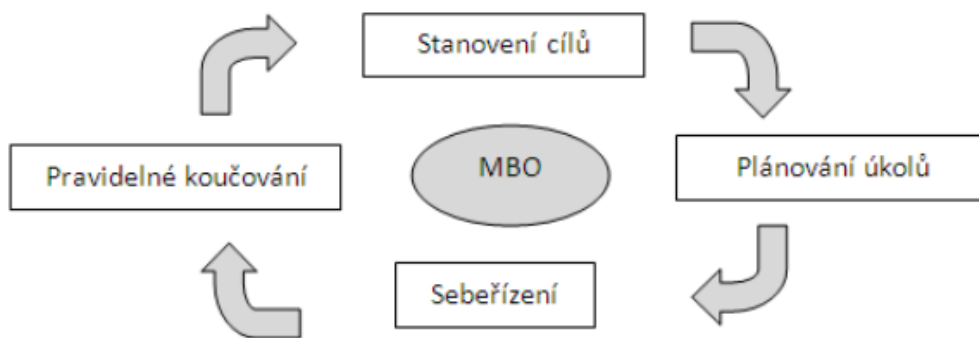 Stanovení cílů
Pravidelné koučování
MBO
Plánování úkolů
Sebeřízení